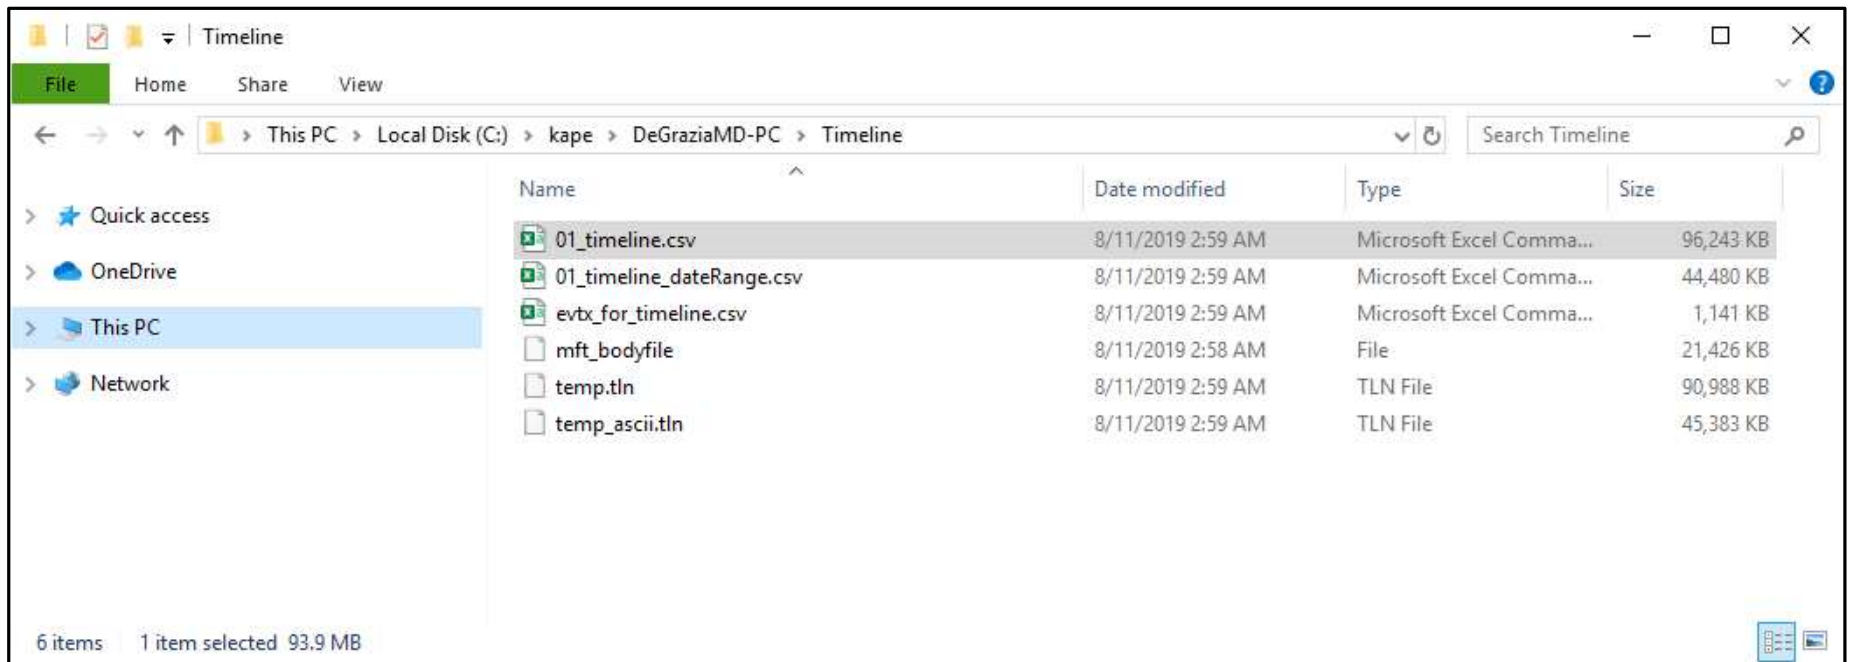 Timeline
File Home Share View
This PC > Local Disk (C:) > kape > DeGraziaMD-PC > Timeline
Search Timeline
Name Date modified Type Size
Quick access
OneDrive
This PC
Network
01_timeline.csv 8/11/2019 2:59 AM Microsoft Excel Comma... 96,243 KB
01_timeline_dateRange.csv 8/11/2019 2:59 AM Microsoft Excel Comma... 44,480 KB
evtx_for_timeline.csv 8/11/2019 2:59 AM Microsoft Excel Comma... 1,141 KB
mft_bodyfile 8/11/2019 2:58 AM File 21,426 KB
temp.tln 8/11/2019 2:59 AM TLN File 90,988 KB
temp_ascii.tln 8/11/2019 2:59 AM TLN File 45,383 KB
6 items 1 item selected 93.9 MB